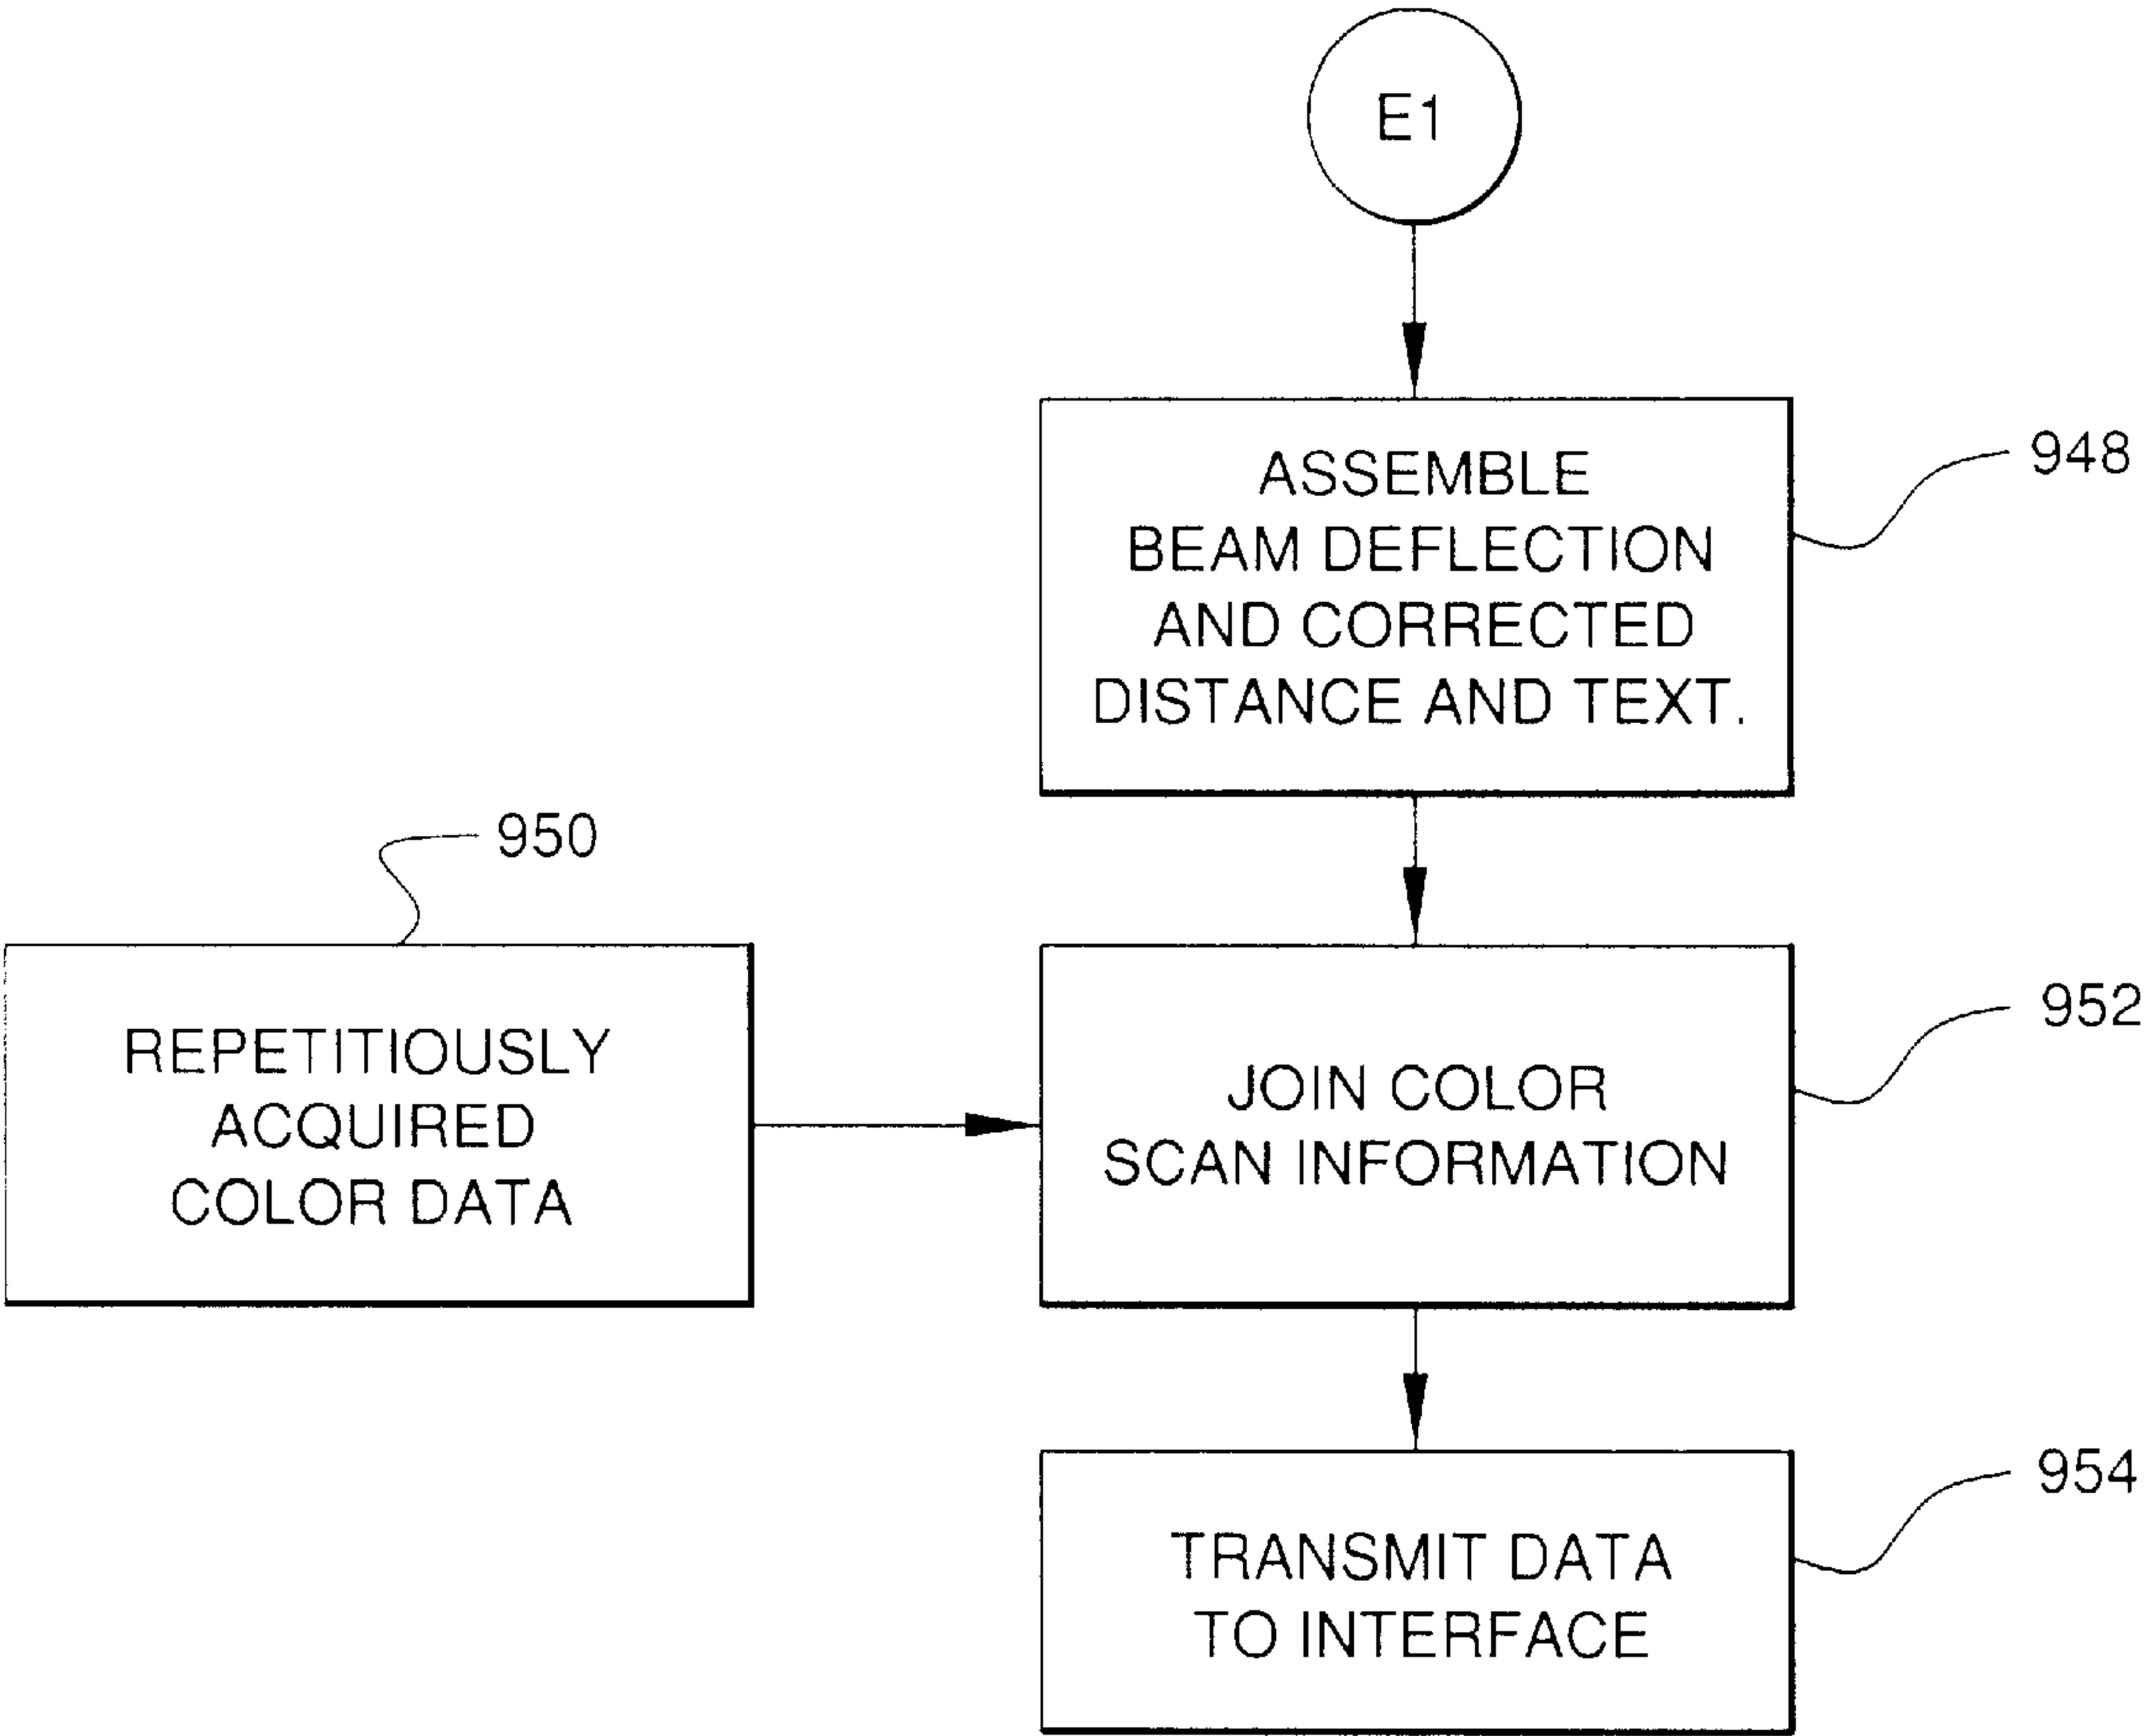 E1
ASSEMBLE
BEAM DEFLECTION
AND CORRECTED
DISTANCE AND TEXT.
948
950
REPETITIOUSLY
ACQUIRED
COLOR DATA
JOIN COLOR
SCAN INFORMATION
952
TRANSMIT DATA
TO INTERFACE
954